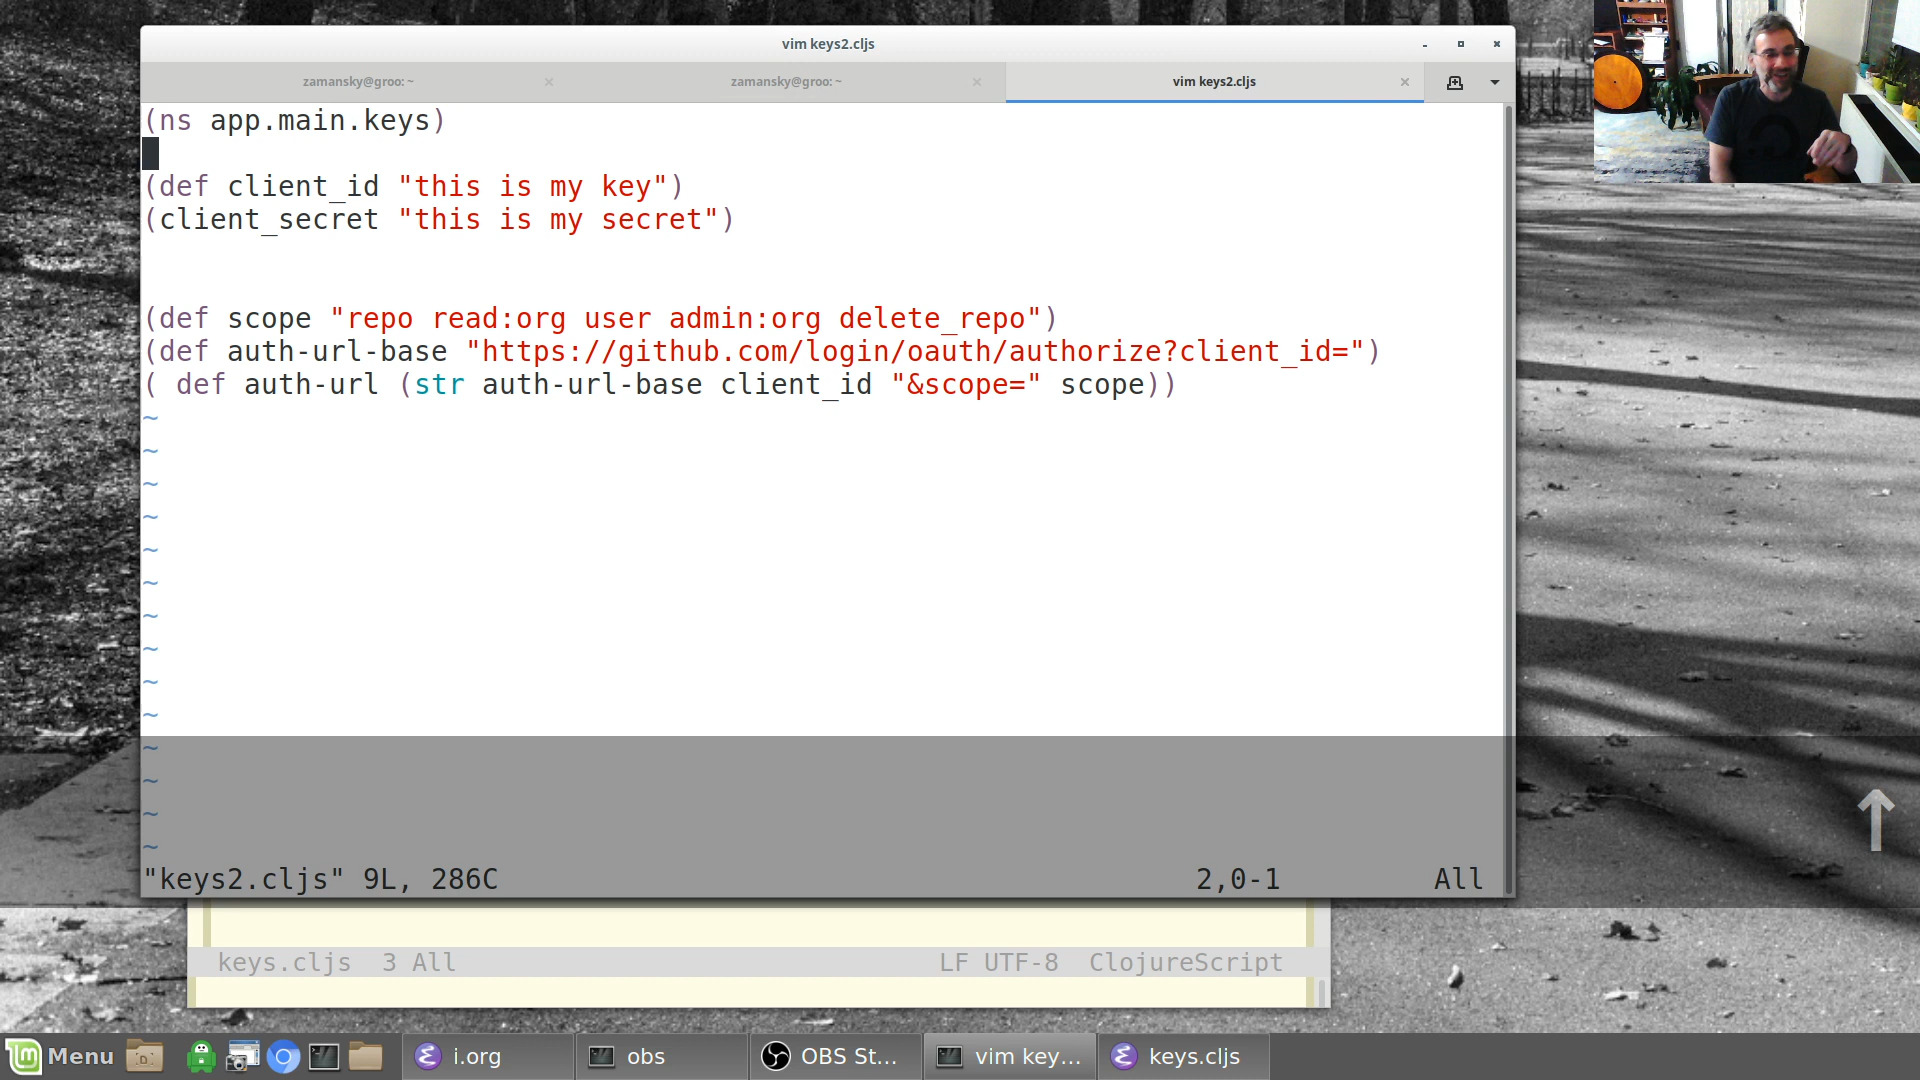 vim keys2.cljs
zamansky@groo: ~
zamansky@groo: ~
vim keys2.cljs
(ns app.main.keys)
(def client_id "this is my key")
(client_secret "this is my secret")
(def scope "repo read:org user admin:org delete_repo")
(def auth-url-base "https://github.com/login/oauth/authorize?client_id=")
( def auth-url (str auth-url-base client_id "&scope=" scope))
~
~
~
~
~
~
~
~
~
~
~
~
~
~
"keys2.cljs" 9L, 286C 2,0-1 All
keys.cljs 3 All LF UTF-8 ClojureScript
Menu i.org obs OBS St... vim key... keys.cljs